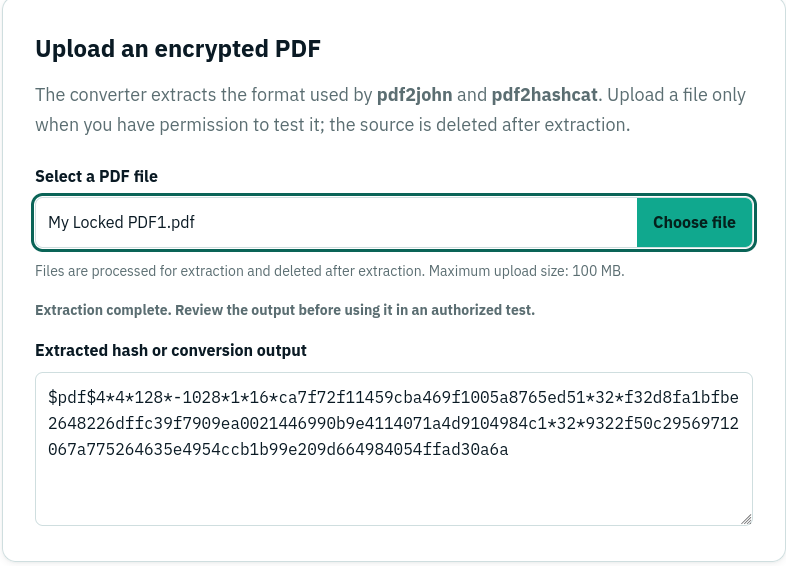 Upload an encrypted PDF
The converter extracts the format used by pdf2john and pdf2hashcat. Upload a file only
when you have permission to test it; the source is deleted after extraction.
Select a PDF file
My Locked PDF1.pdf
Choose file
Files are processed for extraction and deleted after extraction. Maximum upload size: 100 MB.
Extraction complete. Review the output before using it in an authorized test.
Extracted hash or conversion output
$pdf$4*4*128*-1028*1*16*ca7f72f11459cba469f1005a8765ed51*32*f32d8fa1bfbe
2648226dffc39f7909ea0021446990b9e4114071a4d9104984c1*32*9322f50c29569712
067a775264635e4954ccb1b99e209d664984054ffad30a6a